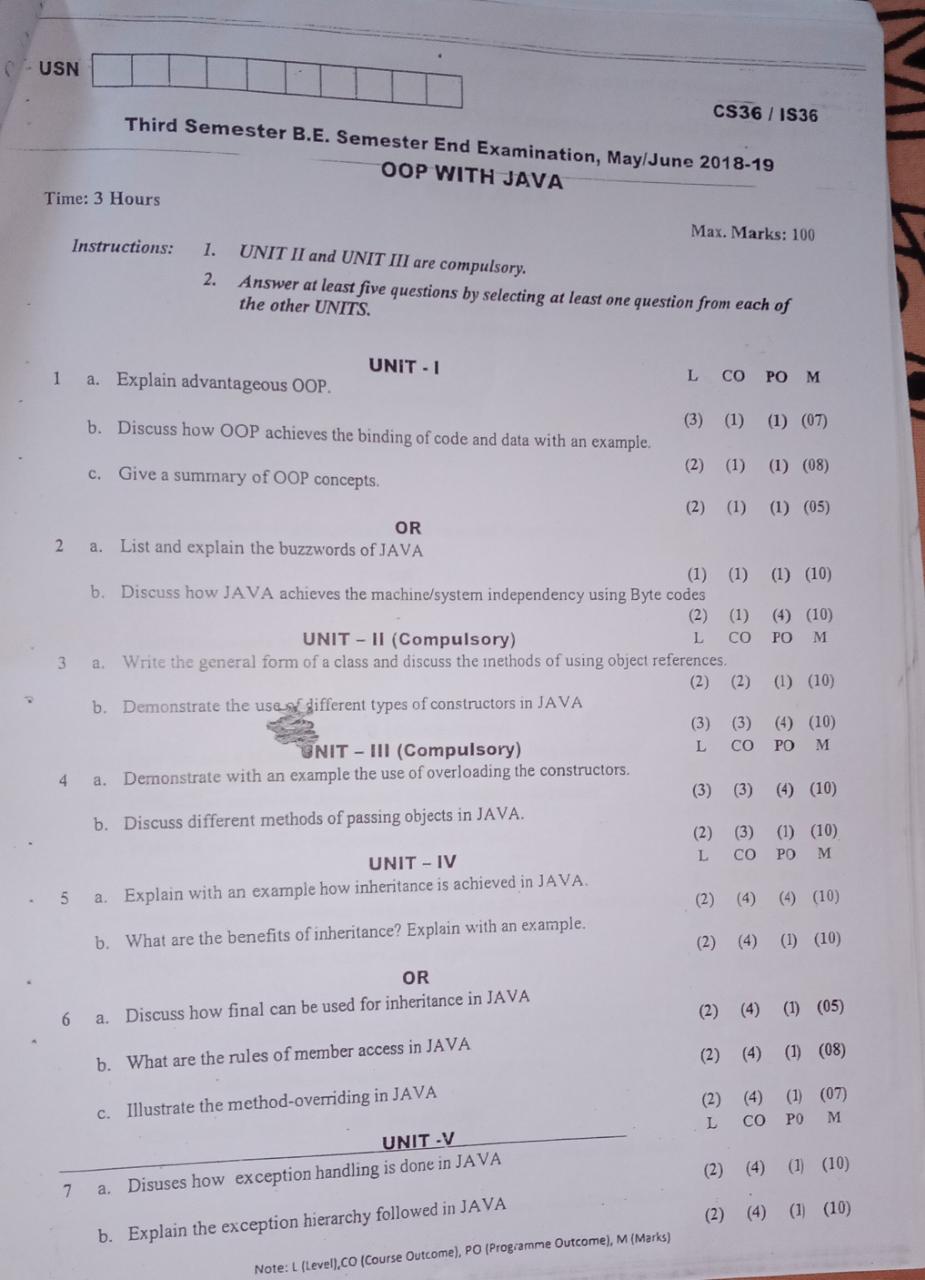 USN
CS36 / IS36
Third Semester B.E. Semester End Examination, May/June 2018-19
OOP WITH JAVA
Time: 3 Hours
Max. Marks: 100
Instructions: 1. UNIT II and UNIT III are compulsory.
2. Answer at least five questions by selecting at least one question from each of
the other UNITS.
UNIT - I
L CO PO M
1 a. Explain advantageous OOP.
(3) (1) (1) (07)
b. Discuss how OOP achieves the binding of code and data with an example.
(2) (1) (1) (08)
c. Give a summary of OOP concepts.
(2) (1) (1) (05)
OR
2 a. List and explain the buzzwords of JAVA
(1) (1) (1) (10)
b. Discuss how JAVA achieves the machine/system independency using Byte codes
(2) (1) (4) (10)
UNIT – II (Compulsory) L CO PO M
3 a. Write the general form of a class and discuss the methods of using object references.
(2) (2) (1) (10)
b. Demonstrate the use of different types of constructors in JAVA
(3) (3) (4) (10)
UNIT – III (Compulsory) L CO PO M
4 a. Demonstrate with an example the use of overloading the constructors.
(3) (3) (4) (10)
b. Discuss different methods of passing objects in JAVA.
(2) (3) (1) (10)
UNIT – IV L CO PO M
5 a. Explain with an example how inheritance is achieved in JAVA.
(2) (4) (4) (10)
b. What are the benefits of inheritance? Explain with an example.
(2) (4) (1) (10)
OR
6 a. Discuss how final can be used for inheritance in JAVA
(2) (4) (1) (05)
b. What are the rules of member access in JAVA
(2) (4) (1) (08)
c. Illustrate the method-overriding in JAVA
(2) (4) (1) (07)
UNIT -V L CO P0 M
7 a. Disuses how exception handling is done in JAVA
(2) (4) (1) (10)
b. Explain the exception hierarchy followed in JAVA
(2) (4) (1) (10)
Note: L (Level),CO (Course Outcome), PO (Programme Outcome), M (Marks)